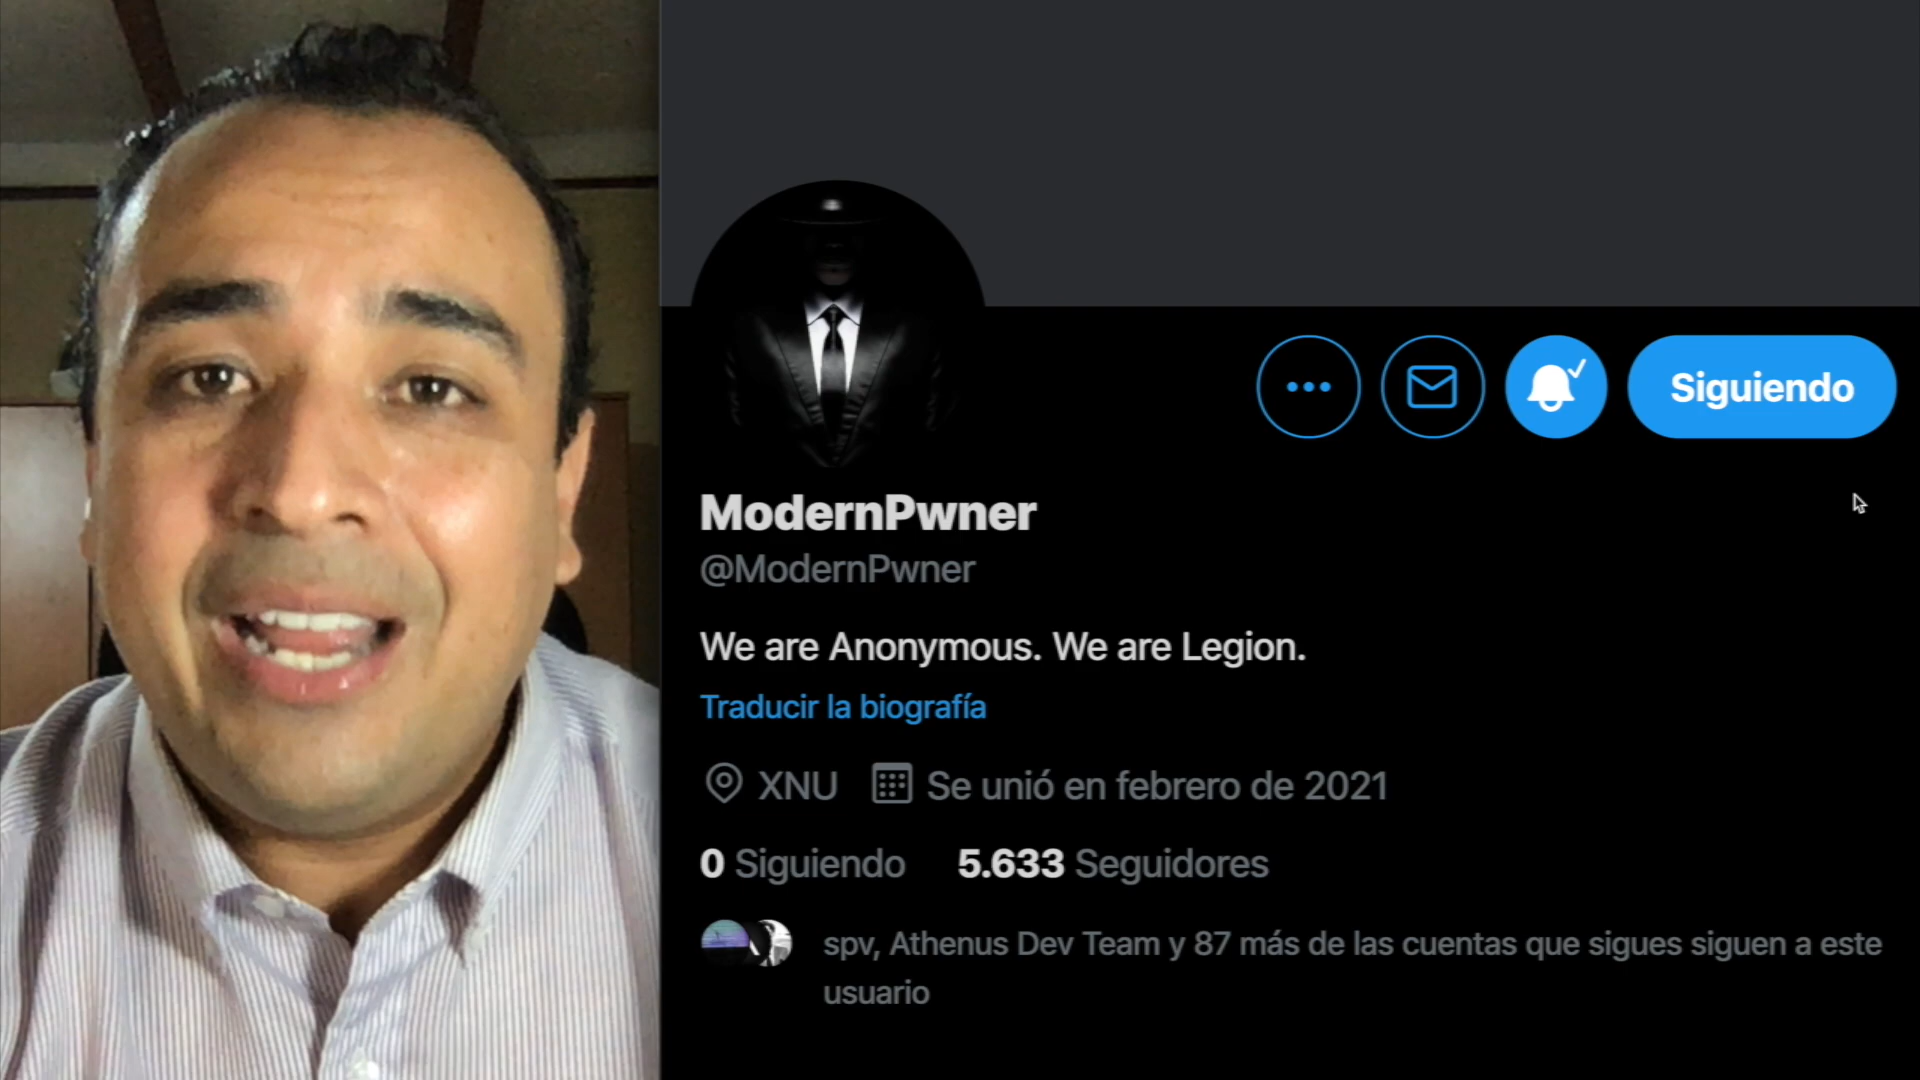 Siguiendo
ModernPwner
@ModernPwner
We are Anonymous. We are Legion.
Traducir la biografía
XNU Se unió en febrero de 2021
0 Siguiendo 5.633 Seguidores
spv, Athenus Dev Team y 87 más de las cuentas que sigues siguen a este
usuario